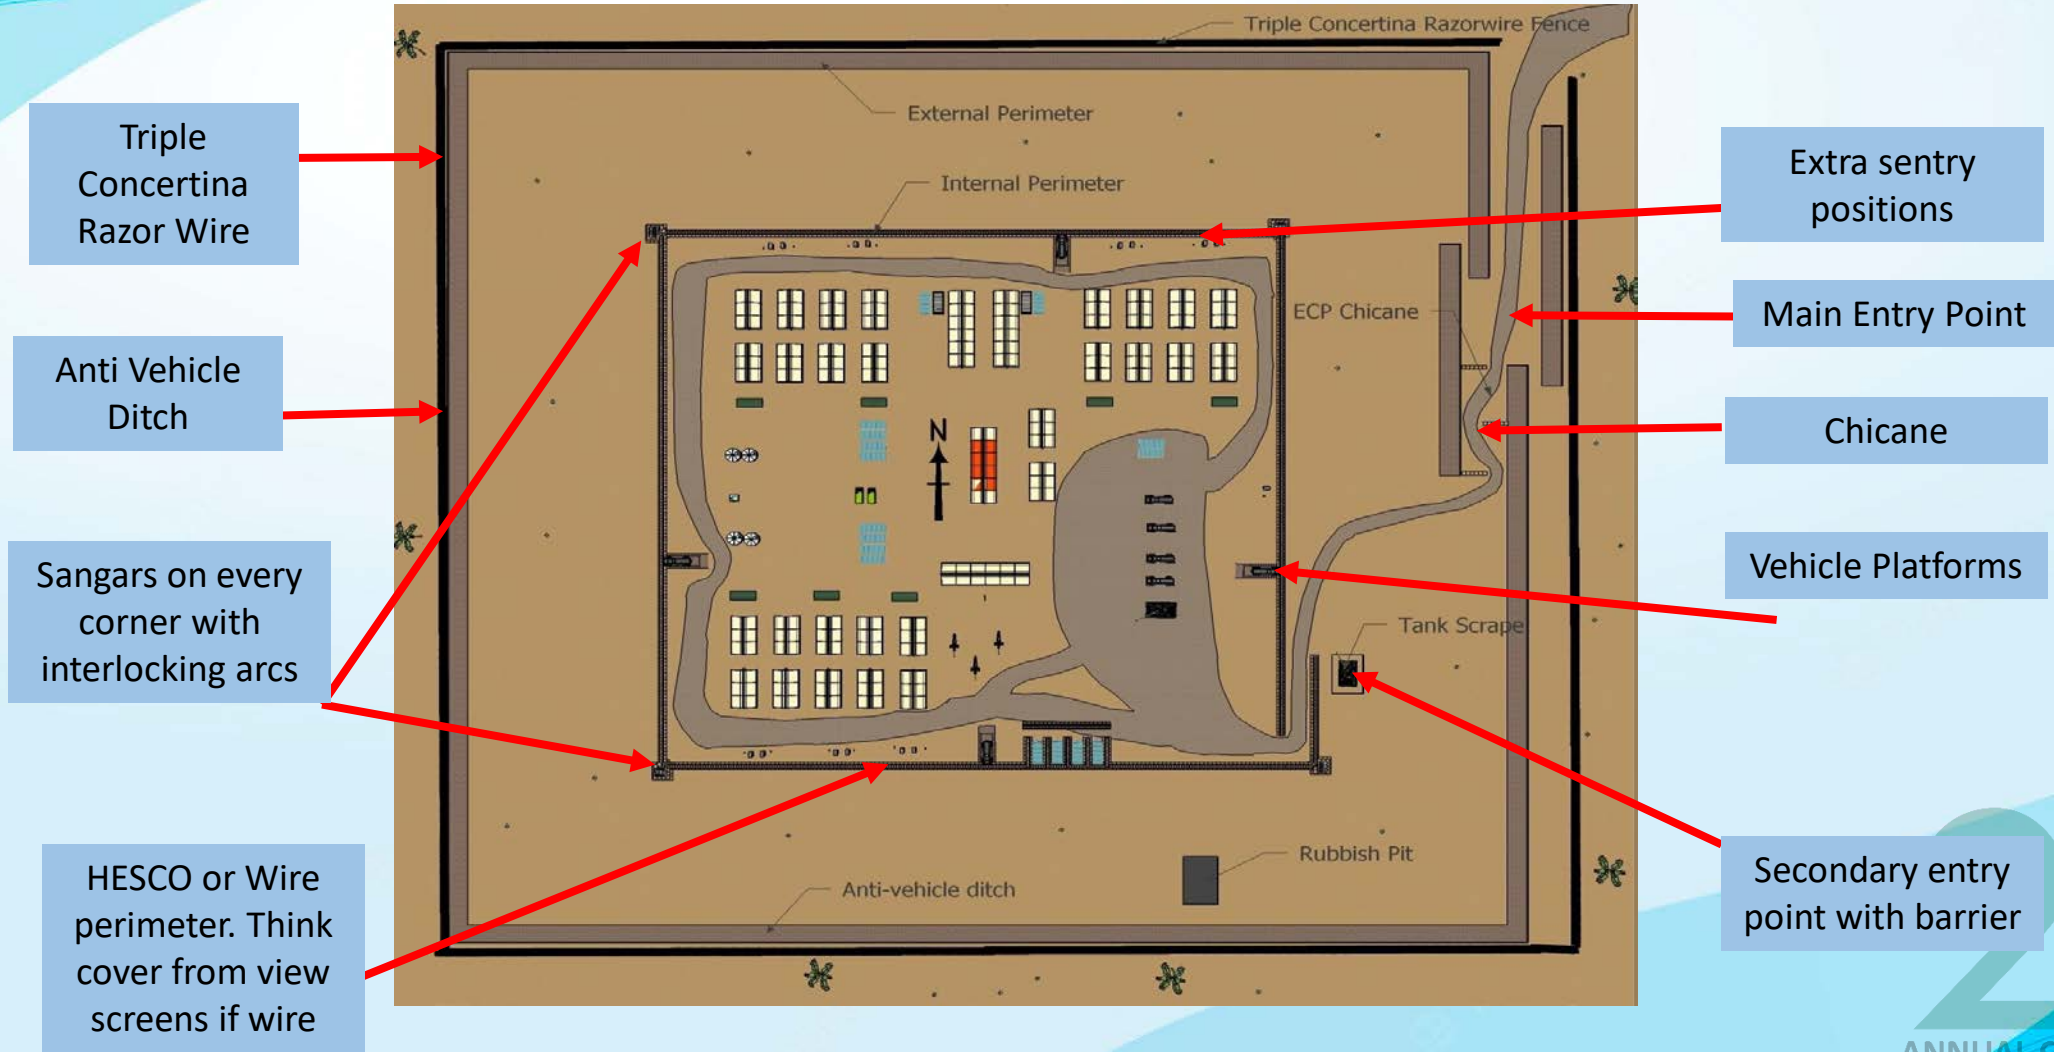 Triple Concertina Razorwire Fence
External Perimeter
Internal Perimeter
ECP Chicane
N
Tank Scrape
Rubbish Pit
Anti-vehicle ditch
Triple
Concertina
Razor Wire
Anti Vehicle
Ditch
Sangars on every
corner with
interlocking arcs
HESCO or Wire
perimeter. Think
cover from view
screens if wire
Extra sentry
positions
Main Entry Point
Chicane
Vehicle Platforms
Secondary entry
point with barrier
2